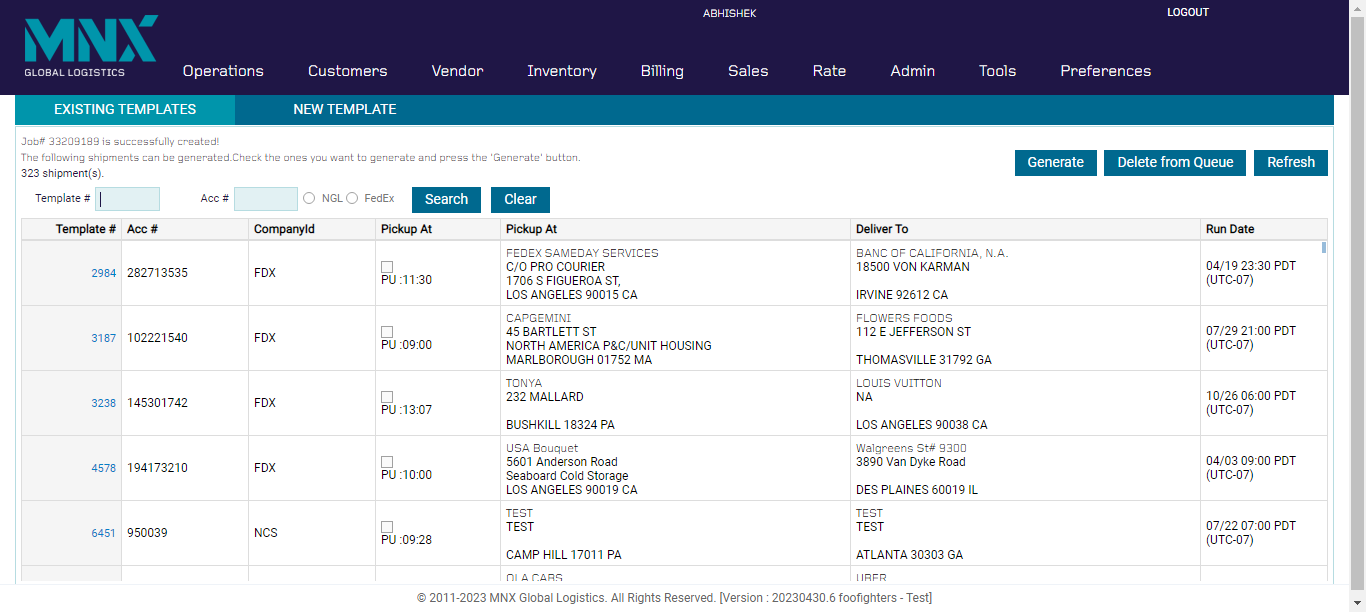 ABHISHEK
LOGOUT
MNX
GLOBAL LOGISTICS
Operations Customers Vendor Inventory Billing Sales Rate Admin Tools Preferences
EXISTING TEMPLATES NEW TEMPLATE
Job# 33209189 is successfully created!
The following shipments can be generated.Check the ones you want to generate and press the 'Generate' button.
323 shipment(s).
Generate Delete from Queue Refresh
Template # Acc # NGL FedEx Search Clear
Template # Acc # CompanyId Pickup At Pickup At Deliver To Run Date
2984 282713535 FDX PU :11:30
FEDEX SAMEDAY SERVICES
C/O PRO COURIER
1706 S FIGUEROA ST,
LOS ANGELES 90015 CA
BANC OF CALIFORNIA, N.A.
18500 VON KARMAN
IRVINE 92612 CA
04/19 23:30 PDT
(UTC-07)
3187 102221540 FDX PU :09:00
CAPGEMINI
45 BARTLETT ST
NORTH AMERICA P&C/UNIT HOUSING
MARLBOROUGH 01752 MA
FLOWERS FOODS
112 E JEFFERSON ST
THOMASVILLE 31792 GA
07/29 21:00 PDT
(UTC-07)
3238 145301742 FDX PU :13:07
TONYA
232 MALLARD
BUSHKILL 18324 PA
LOUIS VUITTON
NA
LOS ANGELES 90038 CA
10/26 06:00 PDT
(UTC-07)
4578 194173210 FDX PU :10:00
USA Bouquet
5601 Anderson Road
Seaboard Cold Storage
LOS ANGELES 90019 CA
Walgreens St# 9300
3890 Van Dyke Road
DES PLAINES 60019 IL
04/03 09:00 PDT
(UTC-07)
6451 950039 NCS PU :09:28
TEST
TEST
CAMP HILL 17011 PA
TEST
TEST
ATLANTA 30303 GA
07/22 07:00 PDT
(UTC-07)
OLA CABS
UBER
© 2011-2023 MNX Global Logistics. All Rights Reserved. [Version : 20230430.6 foofighters - Test]